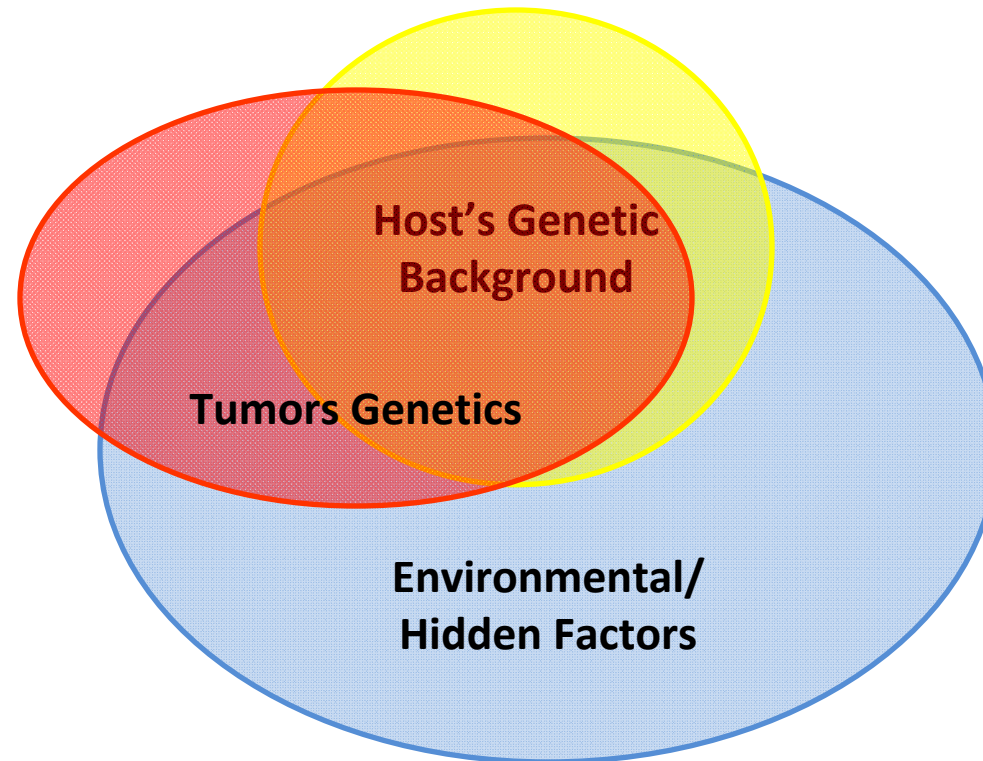 Host’s Genetic
Background
Tumors Genetics
Environmental/
Hidden Factors